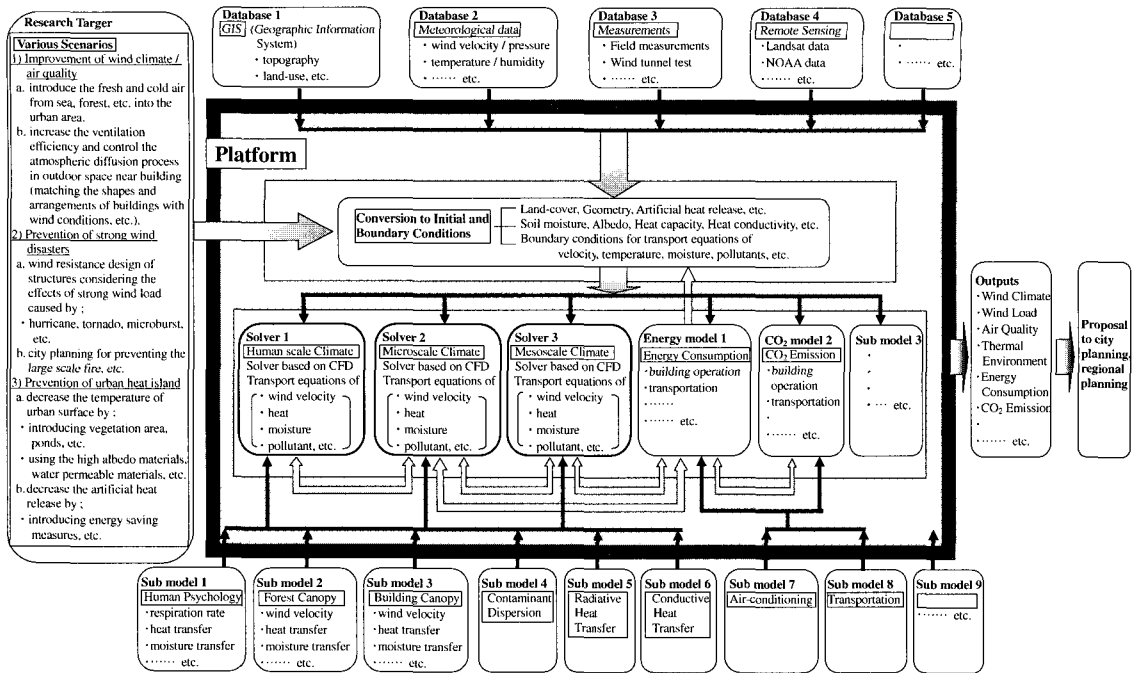 Research Targer
Various Scenarios
1) Improvement of wind climate /
air quality
a. introduce the fresh and cold air
from sea, forest, etc. into the
urban area.
b. increase the ventilation
efficiency and control the
atmospheric diffusion process
in outdoor space near building
(matching the shapes and
arrangements of buildings with
wind conditions, etc.).
2) Prevention of strong wind
disasters
a. wind resistance design of
structures considering the
effects of strong wind load
caused by ;
・hurricane, tornado, microburst,
etc.
b. city planning for preventing the
large scale fire, etc.
3) Prevention of urban heat island
a. decrease the temperature of
urban surface by ;
・introducing vegetation area,
ponds, etc.
・using the high albedo materials,
water permeable materials, etc.
b. decrease the artificial heat
release by ;
・introducing energy saving
measures, etc.
Database 1
GIS (Geographic Information
System)
・topography
・land-use, etc.
Database 2
Meteorological data
・wind velocity / pressure
・temperature / humidity
・…… etc.
Database 3
Measurements
・Field measurements
・Wind tunnel test
・…… etc.
Database 4
Remote Sensing
・Landsat data
・NOAA data
・…… etc.
Database 5
・
・…… etc.
Platform
Conversion to Initial and
Boundary Conditions
Land-cover, Geometry, Artificial heat release, etc.
Soil moisture, Albedo, Heat capacity, Heat conductivity, etc.
Boundary conditions for transport equations of
velocity, temperature, moisture, pollutants, etc.
Solver 1
Human scale Climate
Solver based on CFD
Transport equations of
・wind velocity
・heat
・moisture
・pollutant, etc.
Solver 2
Microscale Climate
Solver based on CFD
Transport equations of
・wind velocity
・heat
・moisture
・pollutant, etc.
Solver 3
Mesoscale Climate
Solver based on CFD
Transport equations of
・wind velocity
・heat
・moisture
・pollutant, etc.
Energy model 1
Energy Consumption
・building operation
・transportation
・……
・…… etc.
CO₂ model 2
CO₂ Emission
・building
operation
・transportation
・
・…… etc.
Sub model 3
・
・
・
・… etc.
Outputs
・Wind Climate
・Wind Load
・Air Quality
・Thermal
Environment
・Energy
Consumption
・CO₂ Emission
・
・…… etc.
Proposal
to city
planning,
regional
planning
Sub model 1
Human Psychology
・respiration rate
・heat transfer
・moisture transfer
・…… etc.
Sub model 2
Forest Canopy
・wind velocity
・heat transfer
・moisture transfer
・…… etc.
Sub model 3
Building Canopy
・wind velocity
・heat transfer
・moisture transfer
・…… etc.
Sub model 4
Contaminant
Dispersion
Sub model 5
Radiative
Heat
Transfer
Sub model 6
Conductive
Heat
Transfer
Sub model 7
Air-conditioning
Sub model 8
Transportation
Sub model 9
・…… etc.